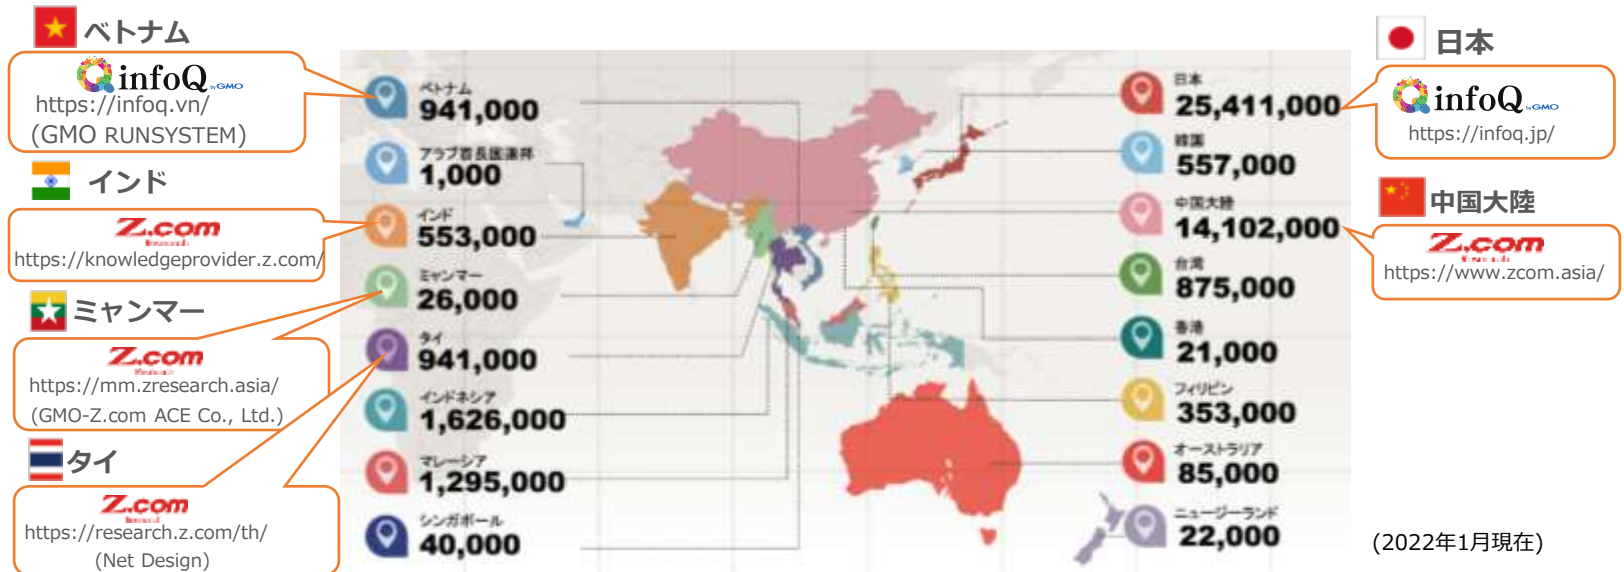 ベトナム
infoQ by GMO
https://infoq.vn/
(GMO RUNSYSTEM)
インド
Z.com
Research
https://knowledgeprovider.z.com/
ミャンマー
Z.com
Research
https://mm.zresearch.asia/
(GMO-Z.com ACE Co., Ltd.)
タイ
Z.com
Research
https://research.z.com/th/
(Net Design)
ベトナム
941,000
アラブ首長国連邦
1,000
インド
553,000
ミャンマー
26,000
タイ
941,000
インドネシア
1,626,000
マレーシア
1,295,000
シンガポール
40,000
日本
25,411,000
韓国
557,000
中国大陸
14,102,000
台湾
875,000
香港
21,000
フィリピン
353,000
オーストラリア
85,000
ニュージーランド
22,000
日本
infoQ by GMO
https://infoq.jp/
中国大陸
Z.com
Research
https://www.zcom.asia/
(2022年1月現在)